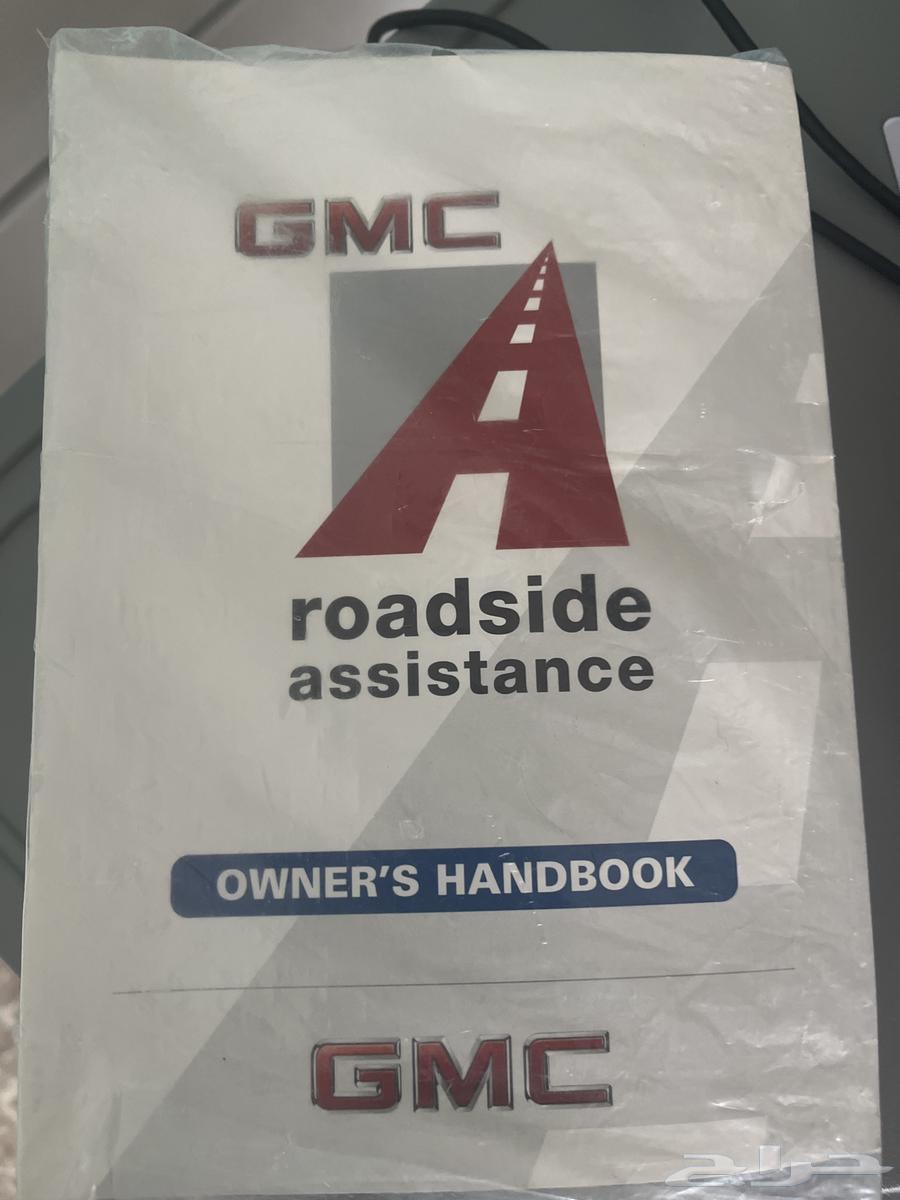 GMC
roadside
assistance
OWNER'S HANDBOOK
GMC
حراج